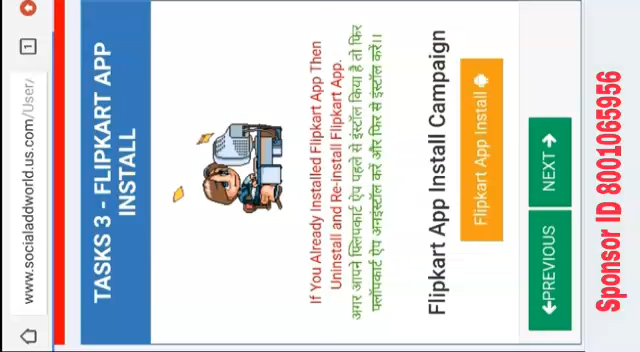 www.socialaddworld.us.com/User/
1
TASKS 3 - FLIPKART APP
INSTALL
If You Already Installed Flipkart App Then
Uninstall and Re-install Flipkart App.
अगर आपने फ्लिपकार्ट ऐप पहले से इंस्टॉल किया है तो फिर
फ्लॉपकार्ट ऐप अनइंस्टॉल करें और फिर से इंस्टॉल करें।।
Flipkart App Install Campaign
Flipkart App Install
PREVIOUS
NEXT
Sponsor ID 8001065956